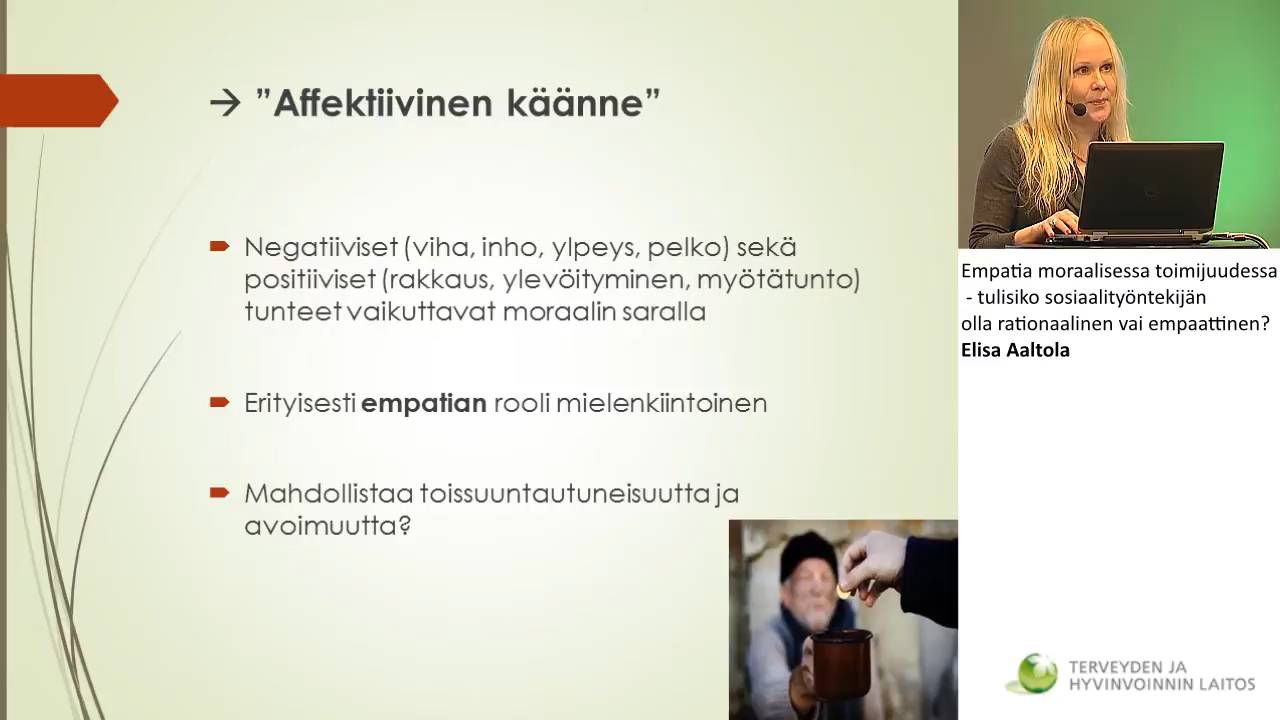 → ”Affektiivinen käänne”
Negatiiviset (viha, inho, ylpeys, pelko) sekä
positiiviset (rakkaus, ylevöityminen, myötätunto)
tunteet vaikuttavat moraalin saralla
Erityisesti empatian rooli mielenkiintoinen
Mahdollistaa toissuuntautuneisuutta ja
avoimuutta?
Empatia moraalisessa toimijuudessa
- tulisiko sosiaalityöntekijän
olla rationaalinen vai empaattinen?
Elisa Aaltola
TERVEYDEN JA
HYVINVOINNIN LAITOS